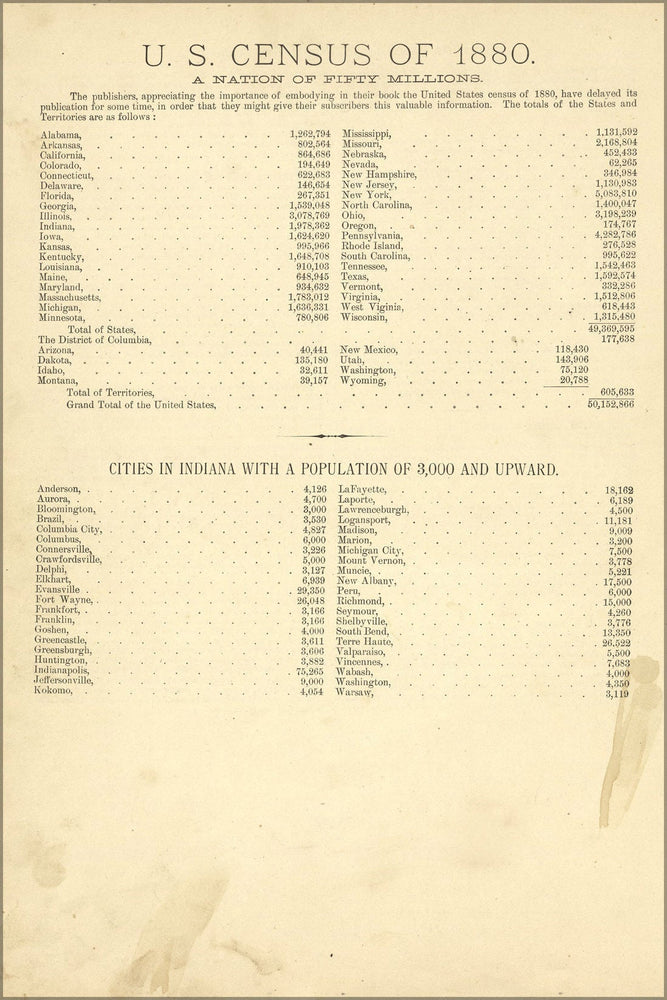 U. S. CENSUS OF 1880.
A NATION OF FIFTY MILLIONS.
The publishers, appreciating the importance of embodying in their book the United States census of 1880, have delayed its
publication for some time, in order that they might give their subscribers this valuable information. The totals of the States and
Territories are as follows :
Alabama, 1,262,794
Arkansas, 802,564
California, 864,686
Colorado, 194,649
Connecticut, 622,683
Delaware, 146,654
Florida, 267,351
Georgia, 1,539,048
Illinois, 3,078,769
Indiana, 1,978,362
Iowa, 1,624,620
Kansas, 995,966
Kentucky, 1,648,708
Louisiana, 910,103
Maine, 648,945
Maryland, 934,632
Massachusetts, 1,783,012
Michigan, 1,636,331
Minnesota, 780,806
Mississippi, 1,131,592
Missouri, 2,168,804
Nebraska, 452,433
Nevada, 62,265
New Hampshire, 346,984
New Jersey, 1,130,983
New York, 5,083,810
North Carolina, 1,400,047
Ohio, 3,198,239
Oregon, 174,767
Pennsylvania, 4,282,786
Rhode Island, 276,528
South Carolina, 995,622
Tennessee, 1,542,463
Texas, 1,592,574
Vermont, 332,286
Virginia, 1,512,806
West Viginia, 618,443
Wisconsin, 1,315,480
Total of States, 49,369,595
The District of Columbia, 177,638
Arizona, 40,441
Dakota, 135,180
Idaho, 32,611
Montana, 39,157
New Mexico, 118,430
Utah, 143,906
Washington, 75,120
Wyoming, 20,788
Total of Territories, 605,633
Grand Total of the United States, 50,152,866
CITIES IN INDIANA WITH A POPULATION OF 3,000 AND UPWARD.
Anderson, 4,126
Aurora, 4,700
Bloomington, 3,000
Brazil, 3,530
Columbia City, 4,827
Columbus, 6,000
Connersville, 3,226
Crawfordsville, 5,000
Delphi, 3,127
Elkhart, 6,939
Evansville 29,350
Fort Wayne, 26,048
Frankfort, 3,166
Franklin, 3,166
Goshen, 4,000
Greencastle, 3,611
Greensburgh, 3,606
Huntington, 3,882
Indianapolis, 75,265
Jeffersonville, 9,000
Kokomo, 4,054
LaFayette, 18,162
Laporte, 6,189
Lawrenceburgh, 4,500
Logansport, 11,181
Madison, 9,009
Marion, 3,200
Michigan City, 7,500
Mount Vernon, 3,778
Muncie, 5,221
New Albany, 17,500
Peru, 6,000
Richmond, 15,000
Seymour, 4,260
Shelbyville, 3,776
South Bend, 13,350
Terre Haute, 26,522
Valparaiso, 5,500
Vincennes, 7,683
Wabash, 4,000
Washington, 4,350
Warsaw, 3,119